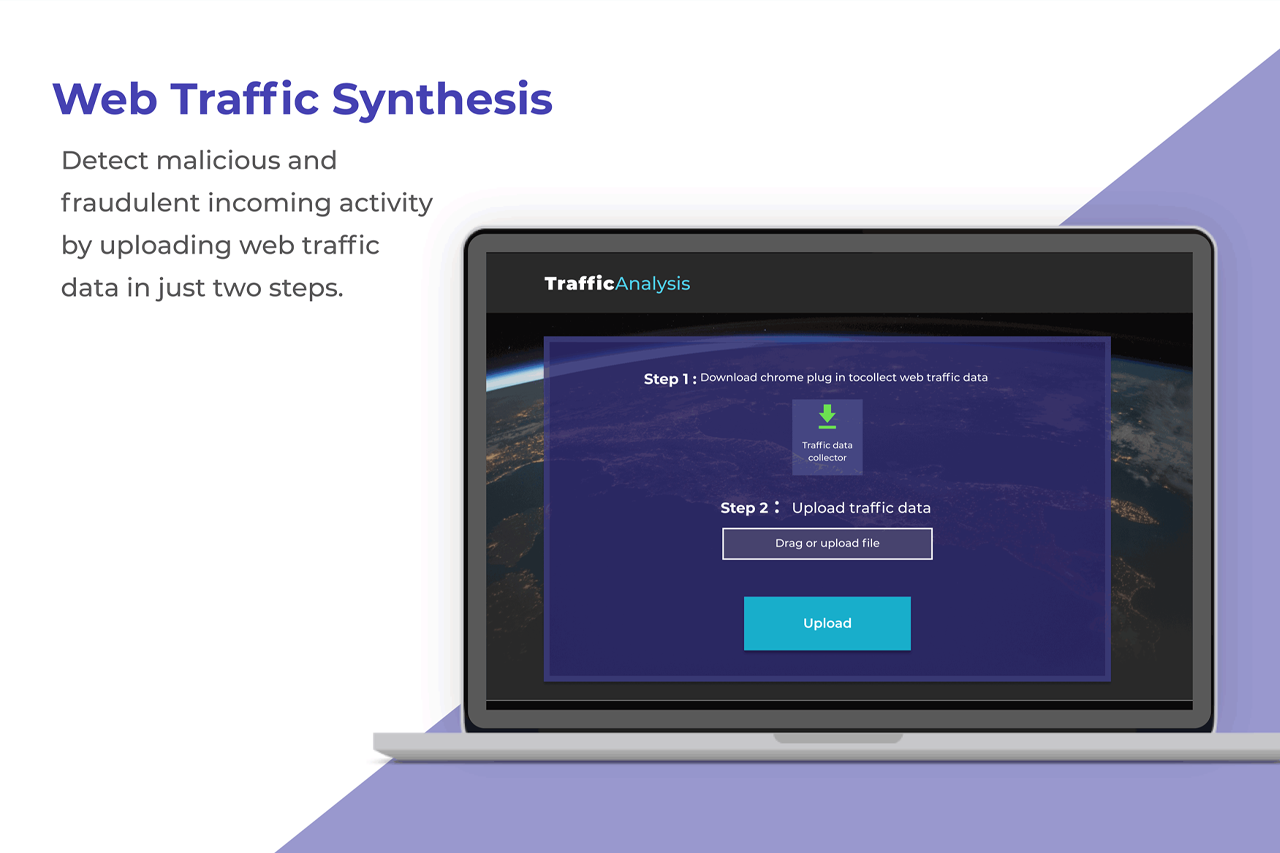 Web Traffic Synthesis
Detect malicious and
fraudulent incoming activity
by uploading web traffic
data in just two steps.
TrafficAnalysis
Step 1 : Download chrome plug in tocollect web traffic data
Traffic data
collector
Step 2 : Upload traffic data
Drag or upload file
Upload